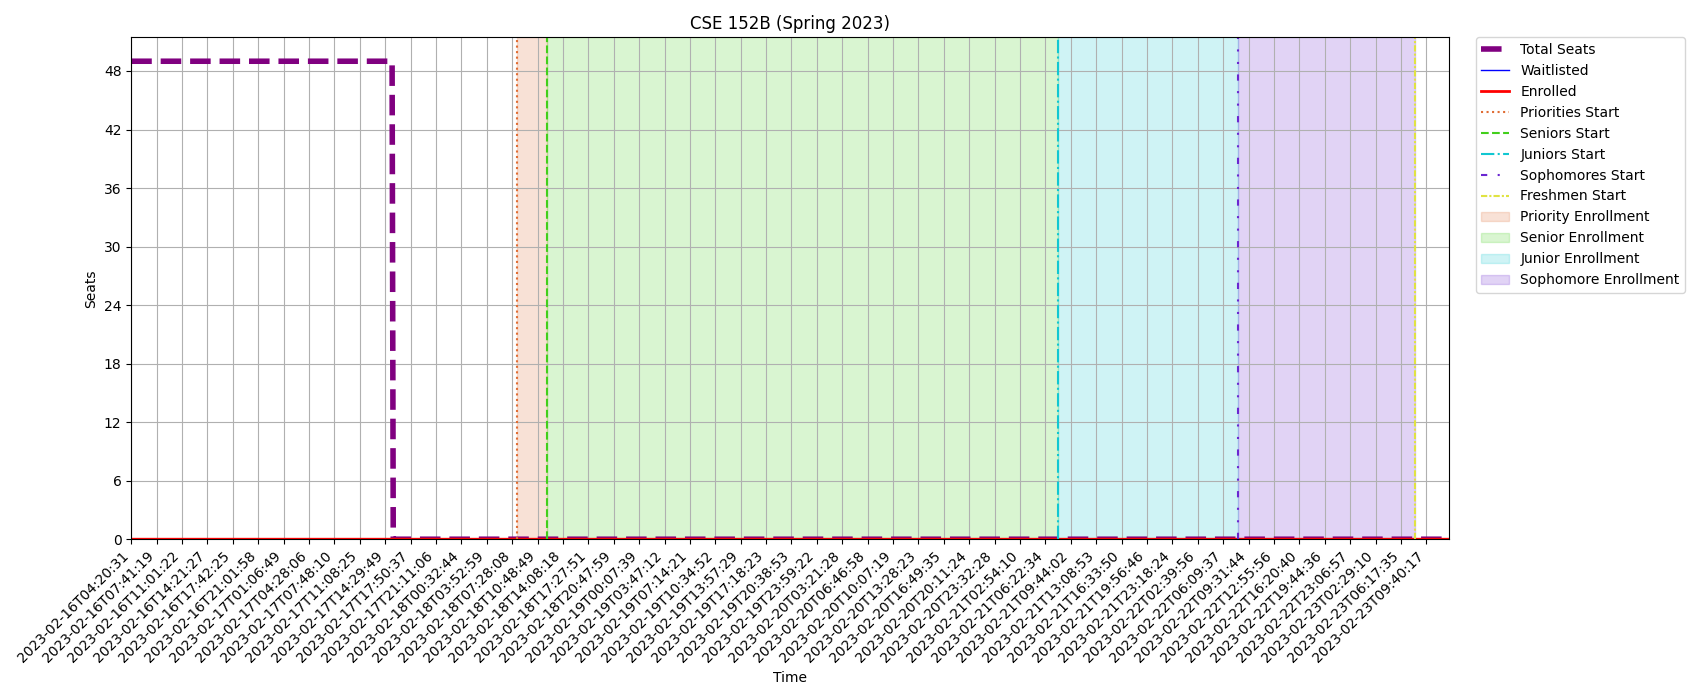 CSE 152B (Spring 2023)
Seats
48
42
36
30
24
18
12
6
0
2023-02-16T04:20:31
2023-02-16T07:41:19
2023-02-16T11:01:22
2023-02-16T14:21:27
2023-02-16T17:42:25
2023-02-16T21:01:58
2023-02-17T01:06:49
2023-02-17T04:28:06
2023-02-17T07:48:10
2023-02-17T11:08:25
2023-02-17T14:29:49
2023-02-17T17:50:37
2023-02-17T21:11:06
2023-02-18T00:32:44
2023-02-18T03:52:59
2023-02-18T07:28:08
2023-02-18T10:48:49
2023-02-18T14:08:18
2023-02-18T17:27:51
2023-02-18T20:47:59
2023-02-19T00:07:39
2023-02-19T03:47:12
2023-02-19T07:14:21
2023-02-19T10:34:52
2023-02-19T13:57:29
2023-02-19T17:18:23
2023-02-19T20:38:53
2023-02-19T23:59:22
2023-02-20T03:21:28
2023-02-20T06:46:58
2023-02-20T10:07:19
2023-02-20T13:28:23
2023-02-20T16:49:35
2023-02-20T20:11:24
2023-02-20T23:32:28
2023-02-21T02:54:10
2023-02-21T06:22:34
2023-02-21T09:44:02
2023-02-21T13:08:53
2023-02-21T16:33:50
2023-02-21T19:56:46
2023-02-21T23:18:24
2023-02-22T02:39:56
2023-02-22T06:09:37
2023-02-22T09:31:44
2023-02-22T12:55:56
2023-02-22T16:20:40
2023-02-22T19:44:36
2023-02-22T23:06:57
2023-02-23T02:29:10
2023-02-23T06:17:35
2023-02-23T09:40:17
Time
Total Seats
Waitlisted
Enrolled
Priorities Start
Seniors Start
Juniors Start
Sophomores Start
Freshmen Start
Priority Enrollment
Senior Enrollment
Junior Enrollment
Sophomore Enrollment